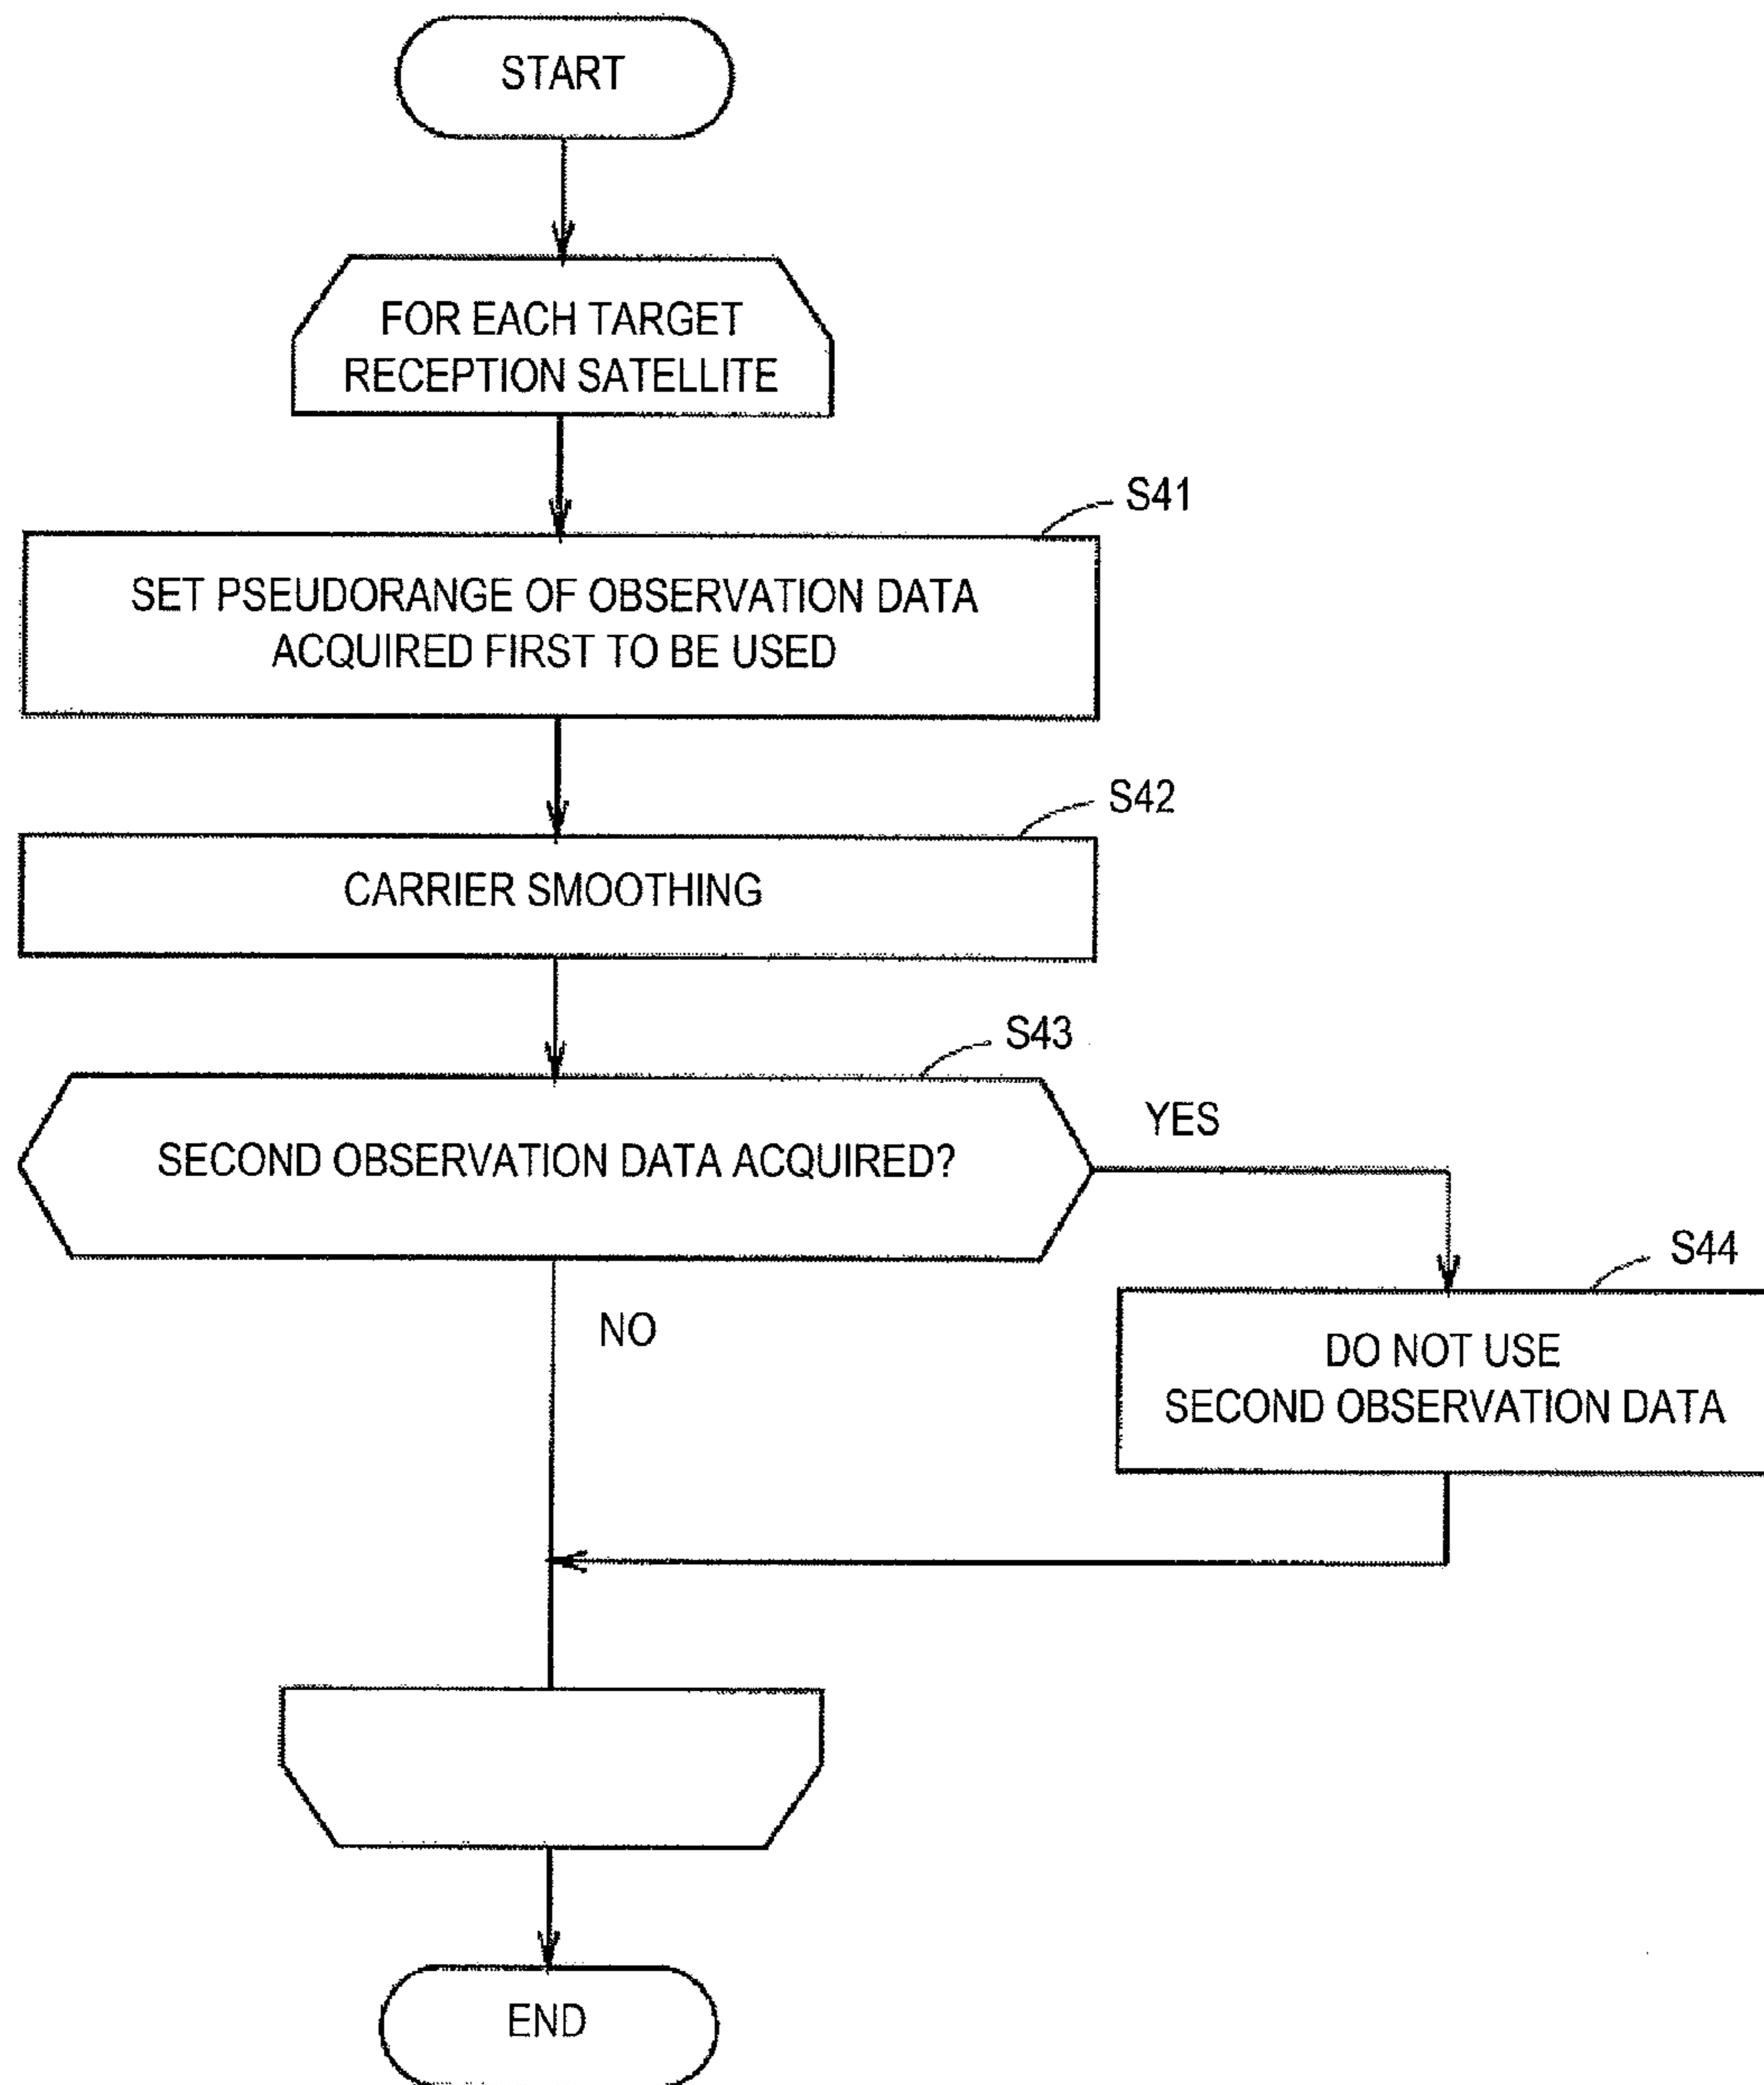 START
FOR EACH TARGET
RECEPTION SATELLITE
S41
SET PSEUDORANGE OF OBSERVATION DATA
ACQUIRED FIRST TO BE USED
S42
CARRIER SMOOTHING
S43
SECOND OBSERVATION DATA ACQUIRED?
YES
NO
S44
DO NOT USE
SECOND OBSERVATION DATA
END